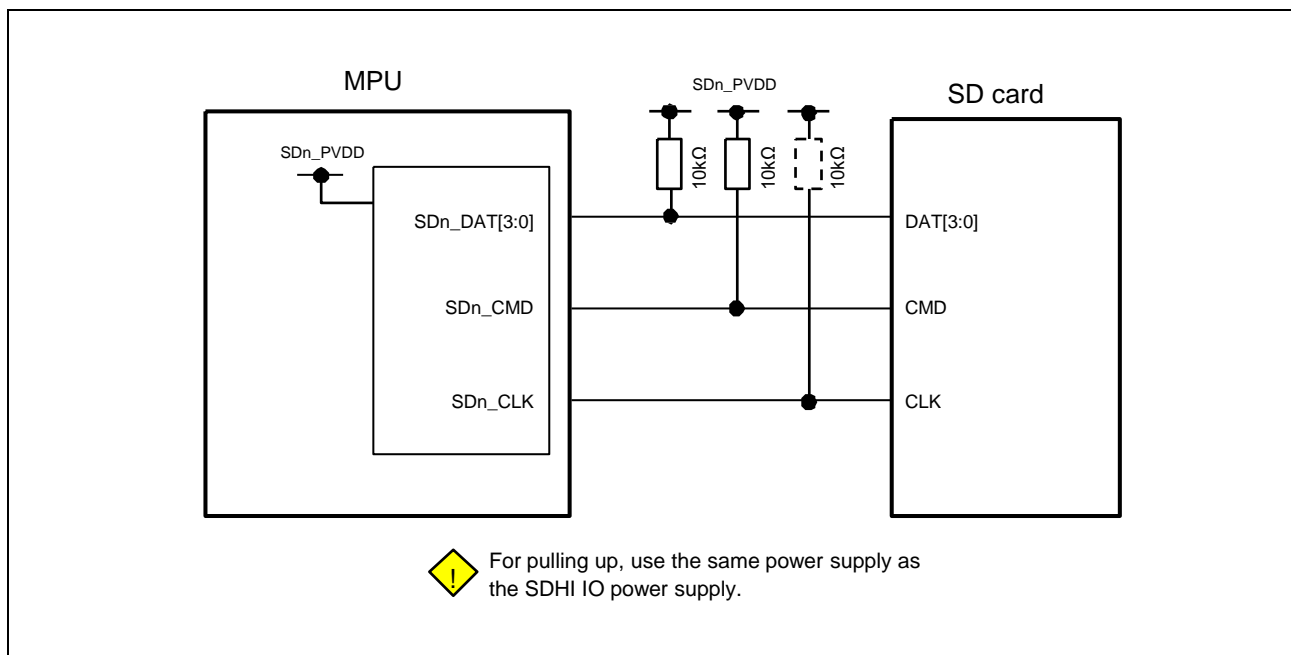 MPU
SDn_PVDD
SD card
SDn_PVDD
10kΩ
10kΩ
10kΩ
SDn_DAT[3:0]
DAT[3:0]
SDn_CMD
CMD
SDn_CLK
CLK
!
For pulling up, use the same power supply as
the SDHI IO power supply.